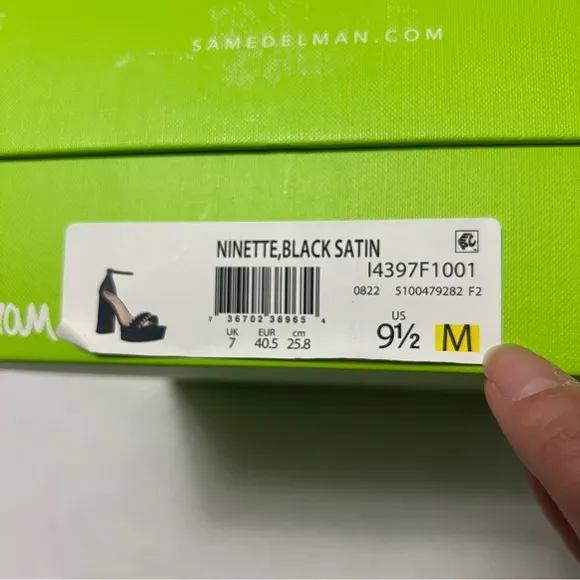 SAMEDELMAN.COM
NINETTE,BLACK SATIN
I4397F1001
7 36702 38965 4
0822 5100479282 F2
UK EUR cm
7 40.5 25.8
US
9½ M